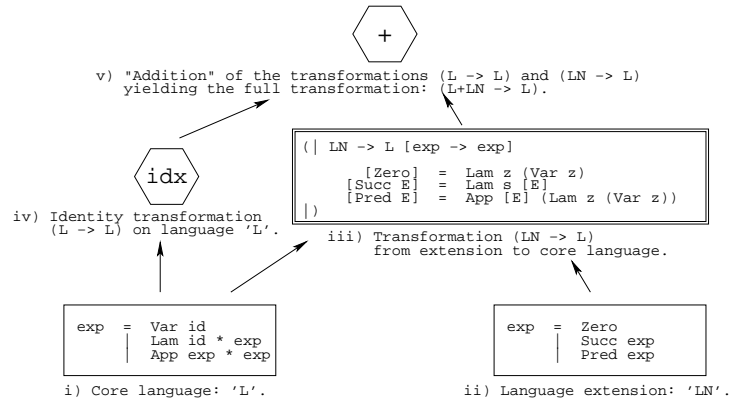 +
v) "Addition" of the transformations (L -> L) and (LN -> L)
yielding the full transformation: (L+LN -> L).
(| LN -> L [exp -> exp]
[Zero] = Lam z (Var z)
[Succ E] = Lam s [E]
[Pred E] = App [E] (Lam z (Var z))
|)
idx
iv) Identity transformation
(L -> L) on language 'L'.
iii) Transformation (LN -> L)
from extension to core language.
exp = Var id
| Lam id * exp
| App exp * exp
i) Core language: 'L'.
exp = Zero
| Succ exp
| Pred exp
ii) Language extension: 'LN'.